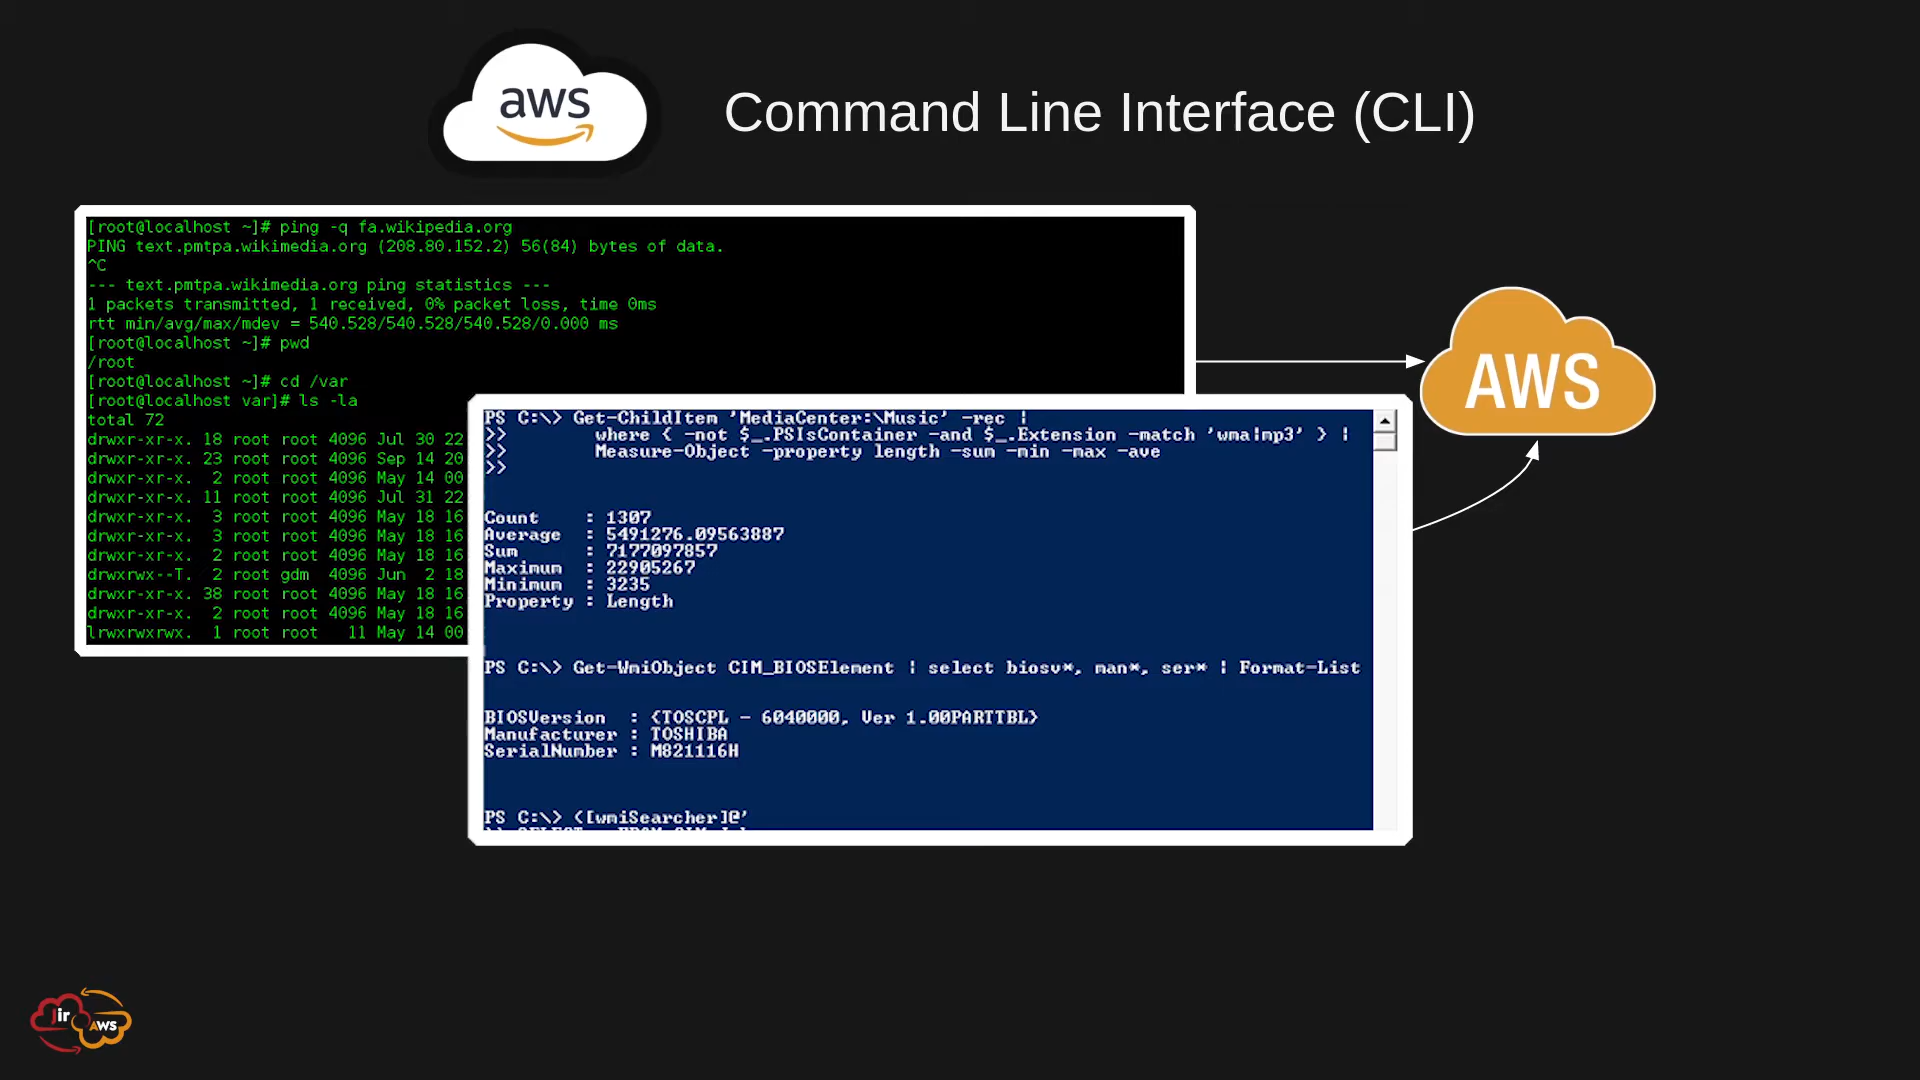 aws
Command Line Interface (CLI)
[root@localhost ~]# ping -q fa.wikipedia.org
PING text.pmtpa.wikimedia.org (208.80.152.2) 56(84) bytes of data.
^C
--- text.pmtpa.wikimedia.org ping statistics ---
1 packets transmitted, 1 received, 0% packet loss, time 0ms
rtt min/avg/max/mdev = 540.528/540.528/540.528/0.000 ms
[root@localhost ~]# pwd
/root
[root@localhost ~]# cd /var
[root@localhost var]# ls -la
total 72
drwxr-xr-x. 18 root root 4096 Jul 30 22
drwxr-xr-x. 23 root root 4096 Sep 14 20
drwxr-xr-x.  2 root root 4096 May 14 00
drwxr-xr-x. 11 root root 4096 Jul 31 22
drwxr-xr-x.  3 root root 4096 May 18 16
drwxr-xr-x.  3 root root 4096 May 18 16
drwxr-xr-x.  2 root root 4096 May 18 16
drwxrwx--T.  2 root gdm  4096 Jun  2 18
drwxr-xr-x. 38 root root 4096 May 18 16
drwxr-xr-x.  2 root root 4096 May 18 16
lrwxrwxrwx.  1 root root   11 May 14 00
PS C:\> Get-ChildItem 'MediaCenter:\Music' -rec |
>>        where { -not $_.PSIsContainer -and $_.Extension -match 'wma|mp3' } |
>>        Measure-Object -property length -sum -min -max -ave
>>
Count    : 1307
Average  : 5491276.09563887
Sum      : 7177097857
Maximum  : 22905267
Minimum  : 3235
Property : Length
PS C:\> Get-WmiObject CIM_BIOSElement | select biosv*, man*, ser* | Format-List
BIOSVersion  : {TOSCPL - 6040000, Ver 1.00PARTTBL}
Manufacturer : TOSHIBA
SerialNumber : M821116H
PS C:\> ([wmiSearcher]@'
AWS
Jir
AWS